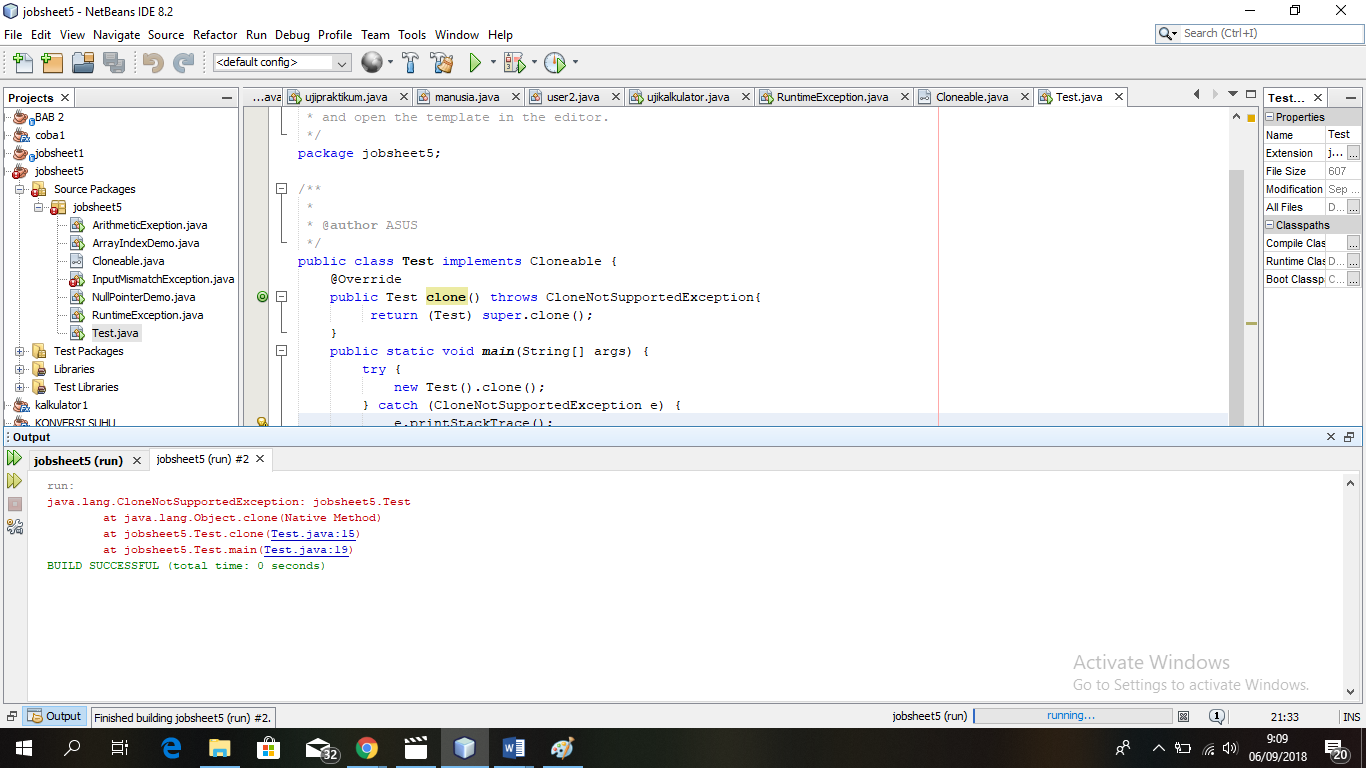 jobsheet5 - NetBeans IDE 8.2
File Edit View Navigate Source Refactor Run Debug Profile Team Tools Window Help
Search (Ctrl+I)
<default config>
Projects
BAB 2
coba1
jobsheet1
jobsheet5
Source Packages
jobsheet5
ArithmeticExeption.java
ArrayIndexDemo.java
Cloneable.java
InputMismatchException.java
NullPointerDemo.java
RuntimeException.java
Test.java
Test Packages
Libraries
Test Libraries
kalkulator1
KONVERSI SUHU
...ava ujipraktikum.java manusia.java user2.java ujikalkulator.java RuntimeException.java Cloneable.java Test.java
* and open the template in the editor.
*/
package jobsheet5;
/**
*
* @author ASUS
*/
public class Test implements Cloneable {
@Override
public Test clone() throws CloneNotSupportedException{
return (Test) super.clone();
}
public static void main(String[] args) {
try {
new Test().clone();
} catch (CloneNotSupportedException e) {
e.printStackTrace();
Test...
Properties
Name Test
Extension j... ...
File Size 607
Modification Sep ...
All Files D... ...
Classpaths
Compile Clas ...
Runtime Clas D... ...
Boot Classp C... ...
Output
jobsheet5 (run) jobsheet5 (run) #2
run:
java.lang.CloneNotSupportedException: jobsheet5.Test
at java.lang.Object.clone(Native Method)
at jobsheet5.Test.clone(Test.java:15)
at jobsheet5.Test.main(Test.java:19)
BUILD SUCCESSFUL (total time: 0 seconds)
Activate Windows
Go to Settings to activate Windows.
Output Finished building jobsheet5 (run) #2.
jobsheet5 (run) running... 1 21:33 INS
32
9:09
06/09/2018
20